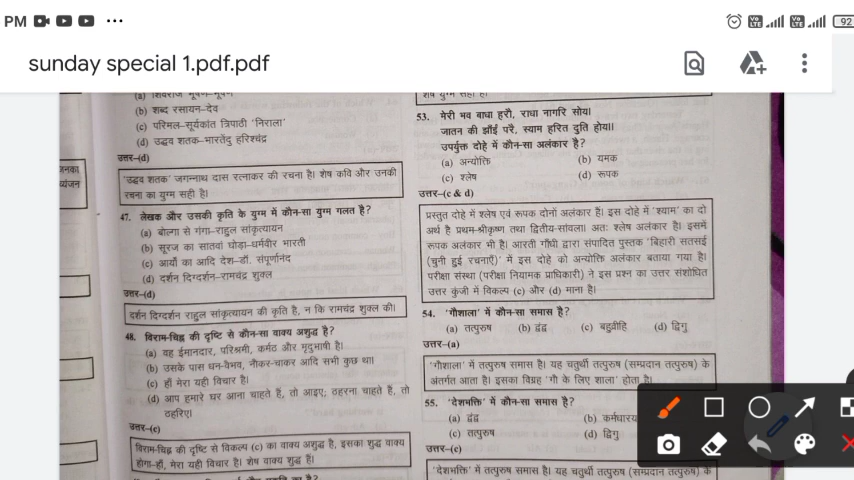 PM ...
Vo LTE Vo LTE 92
sunday special 1.pdf.pdf
(b) शब्द रसायन-देव
(c) परिमल-सूर्यकांत त्रिपाठी 'निराला'
(d) उद्धव शतक-भारतेंदु हरिश्चंद्र
उत्तर-(d)
'उद्धव शतक' जगन्नाथ दास रत्नाकर की रचना है। शेष कवि और उनकी
रचना का युग्म सही है।
47. लेखक और उसकी कृति के युग्म में कौन-सा युग्म गलत है?
(a) बोल्गा से गंगा-राहुल सांकृत्यायन
(b) सूरज का सातवां घोड़ा-धर्मवीर भारती
(c) आर्यों का आदि देश-डॉ. संपूर्णानंद
(d) दर्शन दिग्दर्शन-रामचंद्र शुक्ल
उत्तर-(d)
दर्शन दिग्दर्शन राहुल सांकृत्यायन की कृति है, न कि रामचंद्र शुक्ल की।
48. विराम-चिह्न की दृष्टि से कौन-सा वाक्य अशुद्ध है?
(a) वह ईमानदार, परिश्रमी, कर्मठ और मृदुभाषी है।
(b) उसके पास धन-वैभव, नौकर-चाकर आदि सभी कुछ था।
(c) हाँ मेरा यही विचार है।
(d) आप हमारे घर आना चाहते हैं, तो आइए; ठहरना चाहते हैं, तो
ठहरिए।
उत्तर-(c)
विराम-चिह्न की दृष्टि से विकल्प (c) का वाक्य अशुद्ध है, इसका शुद्ध वाक्य
होगा-हाँ, मेरा यही विचार है। शेष वाक्य शुद्ध हैं।
शेष युग्म सही है।
53. मेरी भव बाधा हरौ, राधा नागरि सोय।
जातन की झाँई परें, स्याम हरित दुति होय।।
उपर्युक्त दोहे में कौन-सा अलंकार है?
(a) अन्योक्ति (b) यमक
(c) श्लेष (d) रूपक
उत्तर-(c & d)
प्रस्तुत दोहे में श्लेष एवं रूपक दोनों अलंकार हैं। इस दोहे में 'श्याम' का दो
अर्थ है प्रथम-श्रीकृष्ण तथा द्वितीय-सांवला। अतः श्लेष अलंकार है। इसमें
रूपक अलंकार भी है। आरती गाँधी द्वारा संपादित पुस्तक 'बिहारी सतसई
(चुनी हुई रचनाएँ)' में इस दोहे को अन्योक्ति अलंकार बताया गया है।
परीक्षा संस्था (परीक्षा नियामक प्राधिकारी) ने इस प्रश्न का उत्तर संशोधित
उत्तर कुंजी में विकल्प (c) और (d) माना है।
54. 'गौशाला' में कौन-सा समास है?
(a) तत्पुरुष (b) द्वंद्व (c) बहुव्रीहि (d) द्विगु
उत्तर-(a)
'गौशाला' में तत्पुरुष समास है। यह चतुर्थी तत्पुरुष (सम्प्रदान तत्पुरुष) के
अंतर्गत आता है। इसका विग्रह 'गौ के लिए शाला' होता है।
55. 'देशभक्ति' में कौन-सा समास है?
(a) द्वंद्व (b) कर्मधारय
(c) तत्पुरुष (d) द्विगु
उत्तर-(c)
'देशभक्ति' में तत्पुरुष समास है। यह चतुर्थी तत्पुरुष (सम्प्रदान तत्पुरुष) के